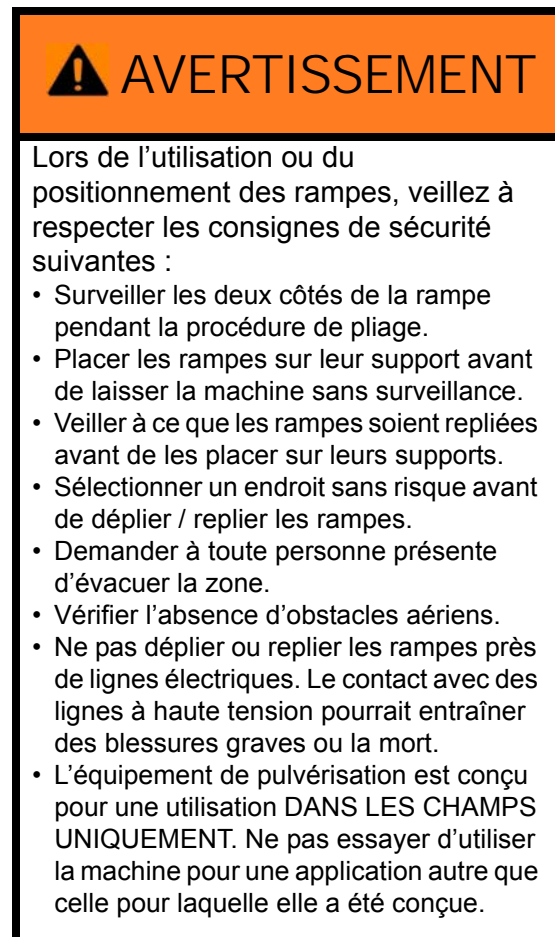 AVERTISSEMENT
Lors de l’utilisation ou du
positionnement des rampes, veillez à
respecter les consignes de sécurité
suivantes :
• Surveiller les deux côtés de la rampe
pendant la procédure de pliage.
• Placer les rampes sur leur support avant
de laisser la machine sans surveillance.
• Veiller à ce que les rampes soient repliées
avant de les placer sur leurs supports.
• Sélectionner un endroit sans risque avant
de déplier / replier les rampes.
• Demander à toute personne présente
d’évacuer la zone.
• Vérifier l’absence d’obstacles aériens.
• Ne pas déplier ou replier les rampes près
de lignes électriques. Le contact avec des
lignes à haute tension pourrait entraîner
des blessures graves ou la mort.
• L’équipement de pulvérisation est conçu
pour une utilisation DANS LES CHAMPS
UNIQUEMENT. Ne pas essayer d’utiliser
la machine pour une application autre que
celle pour laquelle elle a été conçue.